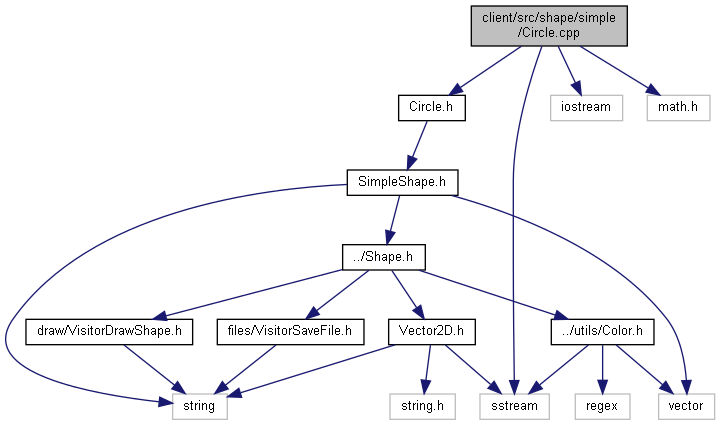 client/src/shape/simple
/Circle.cpp
Circle.h
iostream
math.h
SimpleShape.h
../Shape.h
draw/VisitorDrawShape.h
files/VisitorSaveFile.h
Vector2D.h
../utils/Color.h
string
string.h
sstream
regex
vector